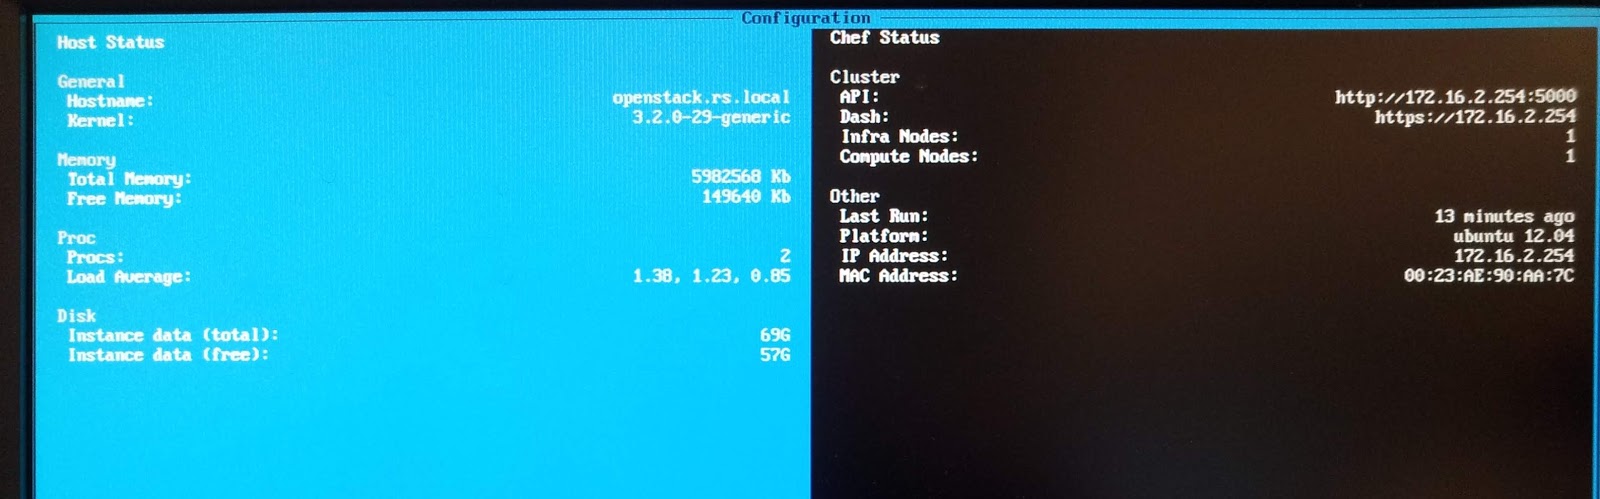 Configuration
Host Status
General
Hostname: openstack.rs.local
Kernel: 3.2.0-29-generic
Memory
Total Memory: 5982568 Kb
Free Memory: 149640 Kb
Proc
Procs: 2
Load Average: 1.38, 1.23, 0.85
Disk
Instance data (total): 69G
Instance data (free): 57G
Chef Status
Cluster
API: http://172.16.2.254:5000
Dash: https://172.16.2.254
Infra Nodes: 1
Compute Nodes: 1
Other
Last Run: 13 minutes ago
Platform: ubuntu 12.04
IP Address: 172.16.2.254
MAC Address: 00:23:AE:90:AA:7C